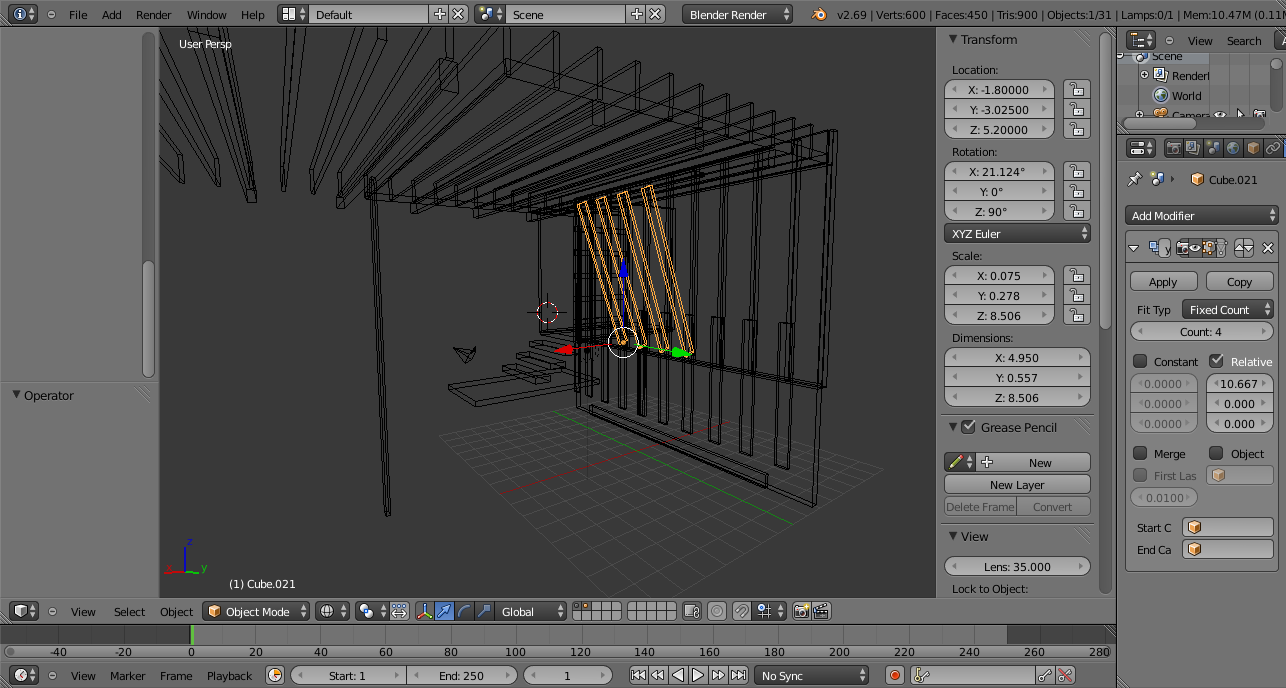 File Add Render Window Help Default Scene Blender Render v2.69 | Verts:600 | Faces:450 | Tris:900 | Objects:1/31 | Lamps:0/1 | Mem:10.47M (0.11M
User Persp
Operator
(1) Cube.021
x
y
z
Transform
Location:
X: -1.80000
Y: -3.02500
Z: 5.20000
Rotation:
X: 21.124°
Y: 0°
Z: 90°
XYZ Euler
Scale:
X: 0.075
Y: 0.278
Z: 8.506
Dimensions:
X: 4.950
Y: 0.557
Z: 8.506
Grease Pencil
New
New Layer
Delete Frame Convert
View
Lens: 35.000
Lock to Object:
View Search
Scene
RenderI
World
Camera
Cube.021
Add Modifier
y
Apply Copy
Fit Typ Fixed Count
Count: 4
Constant Relative
0.0000 10.667
0.0000 0.000
0.0000 0.000
Merge Object
First Las
0.0100
Start C
End Ca
View Select Object Object Mode Global
-40 -20 0 20 40 60 80 100 120 140 160 180 200 220 240 260 280
View Marker Frame Playback Start: 1 End: 250 1 No Sync